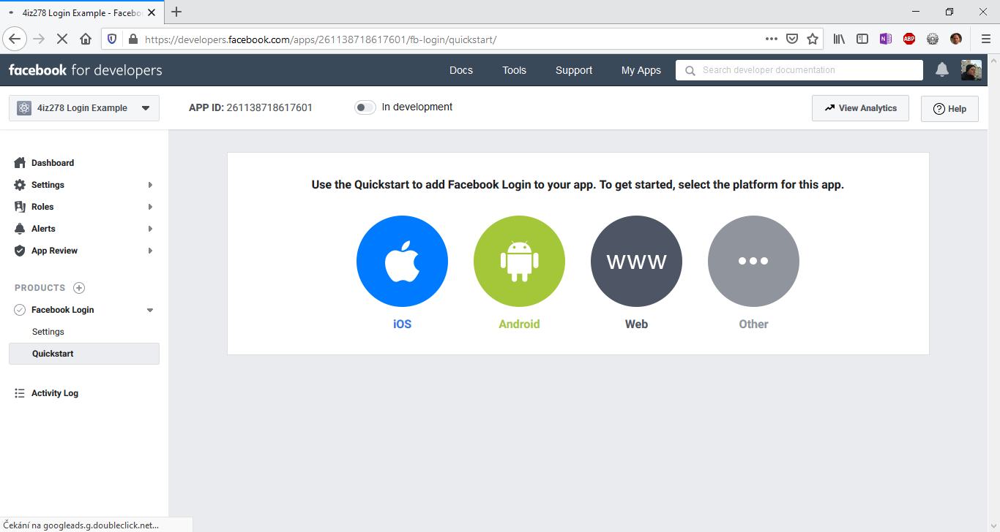 4iz278 Login Example - Facebo
https://developers.facebook.com/apps/261138718617601/fb-login/quickstart/
N
ABP
facebook for developers
Docs
Tools
Support
My Apps
Search developer documentation
4iz278 Login Example
APP ID: 261138718617601
In development
View Analytics
? Help
Dashboard
Settings
Roles
Alerts
App Review
PRODUCTS
Facebook Login
Settings
Quickstart
Activity Log
Use the Quickstart to add Facebook Login to your app. To get started, select the platform for this app.
www
iOS
Android
Web
Other
Čekání na googleads.g.doubleclick.net...